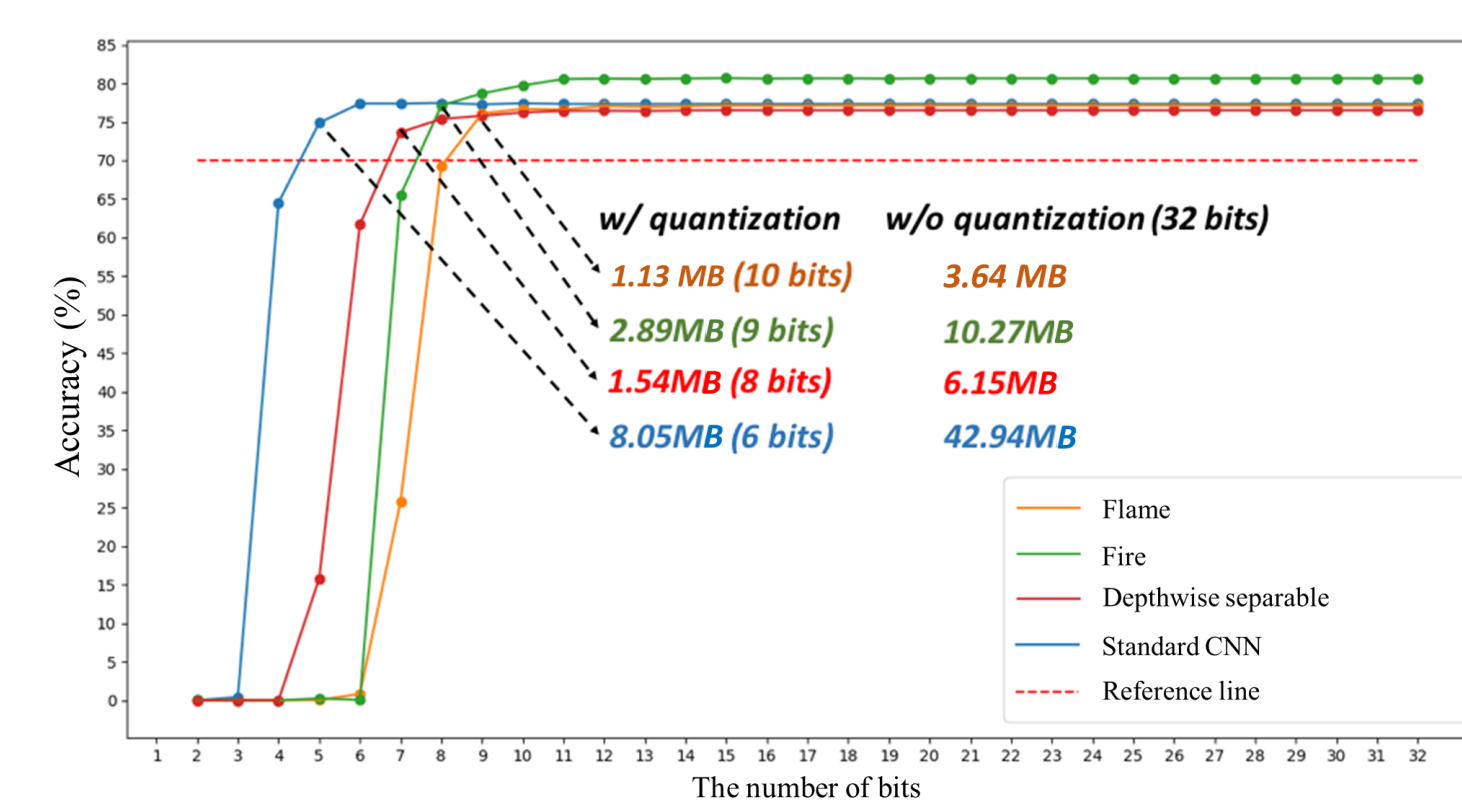 85
80
75
70
65
60
55
50
45
40
35
30
25
20
15
10
5
0
Accuracy (%)
w/ quantization w/o quantization (32 bits)
1.13 MB (10 bits) 3.64 MB
2.89MB (9 bits) 10.27MB
1.54MB (8 bits) 6.15MB
8.05MB (6 bits) 42.94MB
Flame
Fire
Depthwise separable
Standard CNN
Reference line
1 2 3 4 5 6 7 8 9 10 11 12 13 14 15 16 17 18 19 20 21 22 23 24 25 26 27 28 29 30 31 32
The number of bits